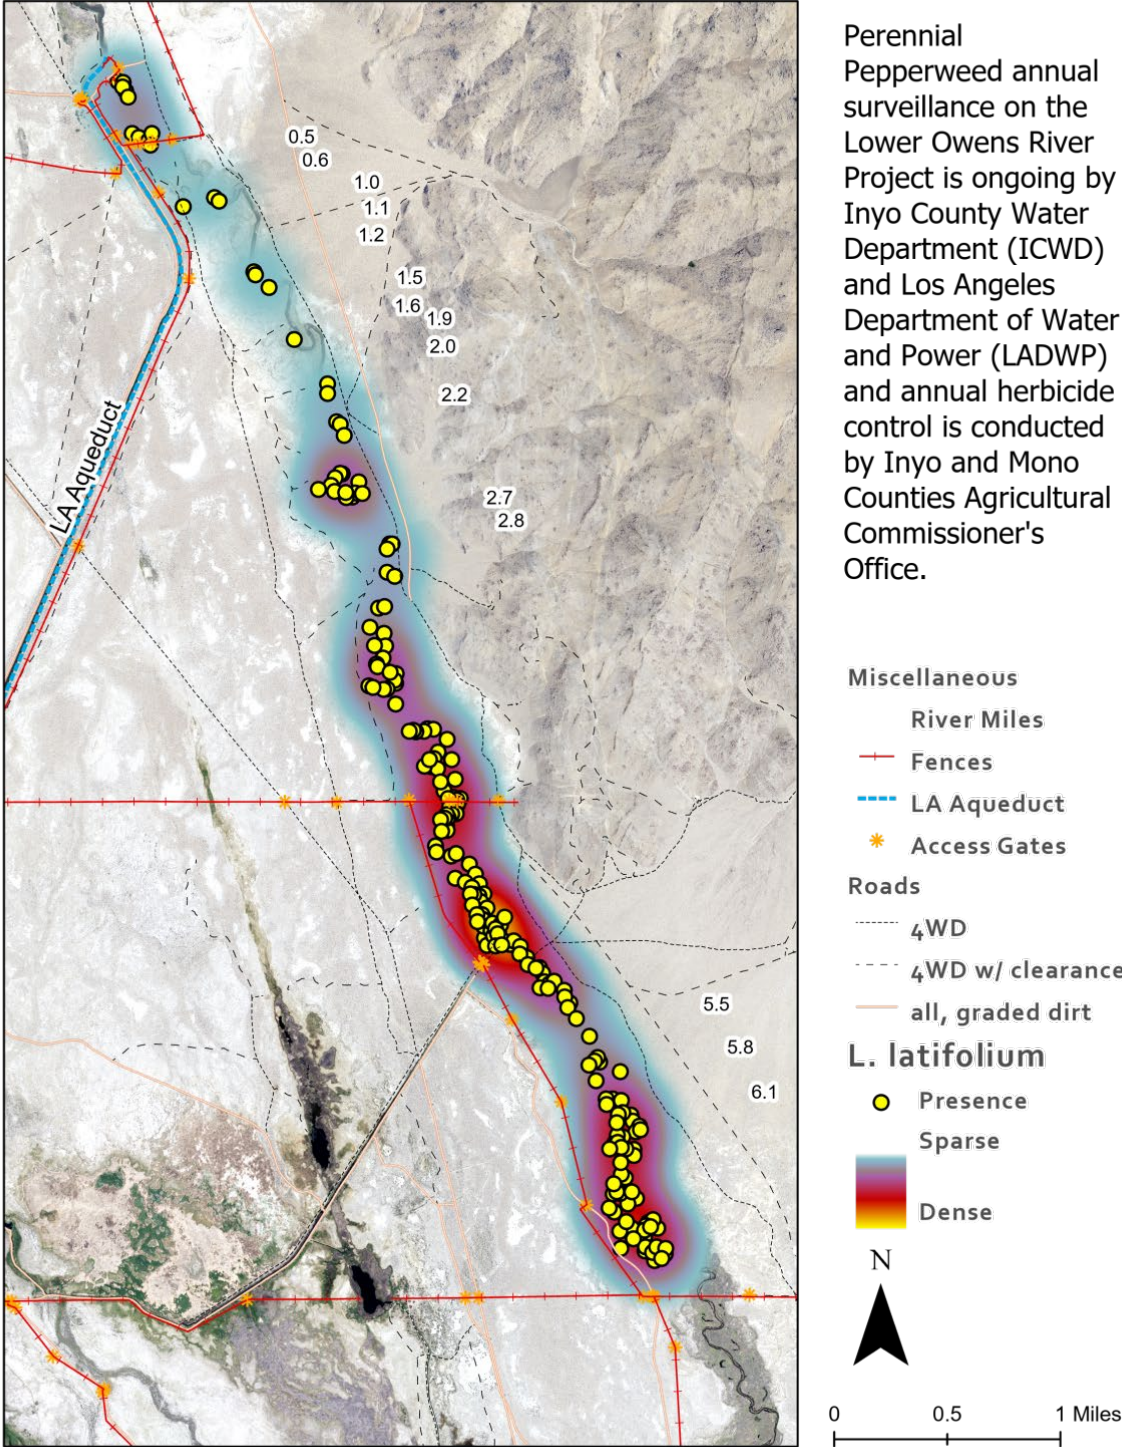 Perennial
Pepperweed annual
surveillance on the
Lower Owens River
Project is ongoing by
Inyo County Water
Department (ICWD)
and Los Angeles
Department of Water
and Power (LADWP)
and annual herbicide
control is conducted
by Inyo and Mono
Counties Agricultural
Commissioner's
Office.
0.5
0.6
1.0
1.1
1.2
1.5
1.6
1.9
2.0
2.2
LA Aqueduct
2.7
2.8
5.5
5.8
6.1
Miscellaneous
River Miles
Fences
LA Aqueduct
Access Gates
Roads
4WD
4WD w/ clearance
all, graded dirt
L. latifolium
Presence
Sparse
Dense
N
0 0.5 1 Miles